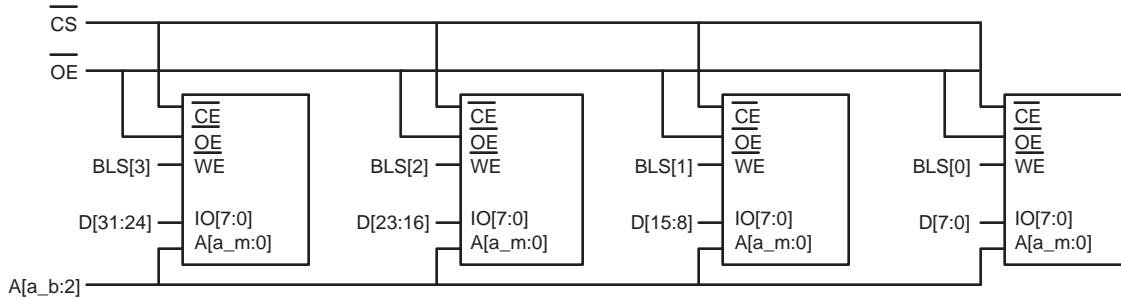 CS
OE
CE
OE
WE
BLS[3]
D[31:24]
IO[7:0]
A[a_m:0]
CE
OE
WE
BLS[2]
D[23:16]
IO[7:0]
A[a_m:0]
CE
OE
WE
BLS[1]
D[15:8]
IO[7:0]
A[a_m:0]
CE
OE
WE
BLS[0]
D[7:0]
IO[7:0]
A[a_m:0]
A[a_b:2]